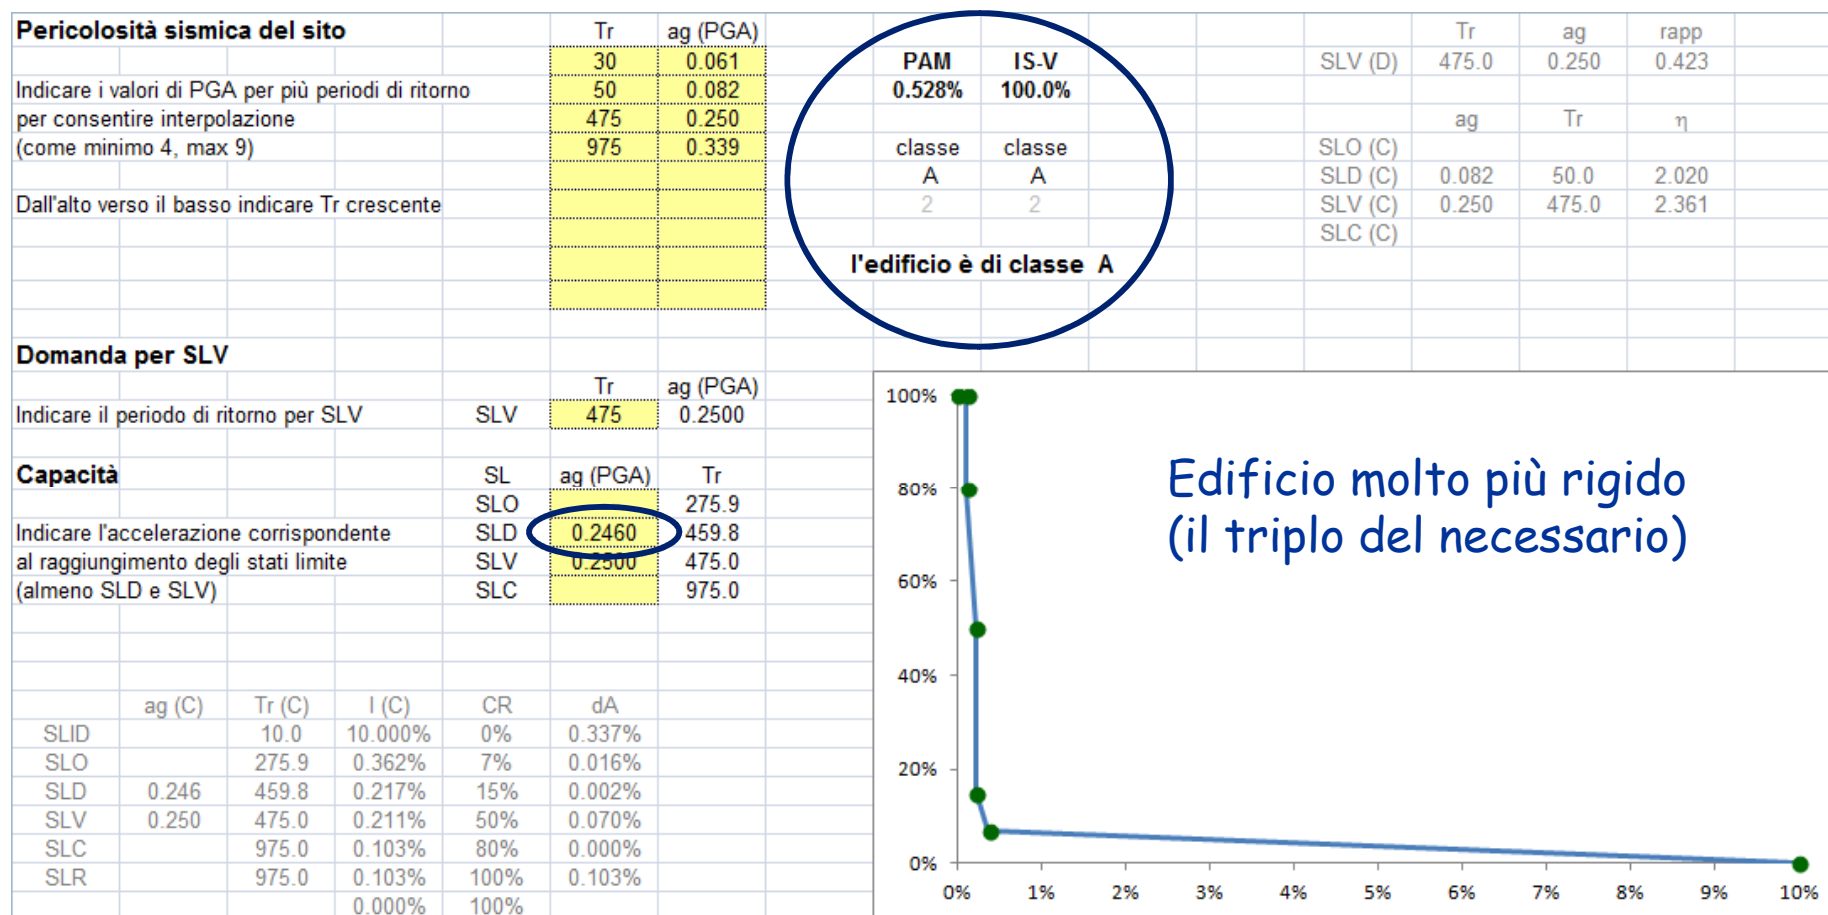 Pericolosità sismica del sito Tr ag (PGA) Tr ag rapp
30 0.061 PAM IS-V SLV (D) 475.0 0.250 0.423
Indicare i valori di PGA per più periodi di ritorno 50 0.082 0.528% 100.0%
per consentire interpolazione 475 0.250 ag Tr η
(come minimo 4, max 9) 975 0.339 classe classe SLO (C)
A A SLD (C) 0.082 50.0 2.020
Dall'alto verso il basso indicare Tr crescente 2 2 SLV (C) 0.250 475.0 2.361
SLC (C)
l'edificio è di classe A
Domanda per SLV
Tr ag (PGA)
Indicare il periodo di ritorno per SLV SLV 475 0.2500
Capacità SL ag (PGA) Tr
SLO 275.9
Indicare l'accelerazione corrispondente SLD 0.2460 459.8
al raggiungimento degli stati limite SLV 0.2500 475.0
(almeno SLD e SLV) SLC 975.0
ag (C) Tr (C) I (C) CR dA
SLID 10.0 10.000% 0% 0.337%
SLO 275.9 0.362% 7% 0.016%
SLD 0.246 459.8 0.217% 15% 0.002%
SLV 0.250 475.0 0.211% 50% 0.070%
SLC 975.0 0.103% 80% 0.000%
SLR 975.0 0.103% 100% 0.103%
0.000% 100%
100%
80%
60%
40%
20%
0%
0% 1% 2% 3% 4% 5% 6% 7% 8% 9% 10%
Edificio molto più rigido
(il triplo del necessario)